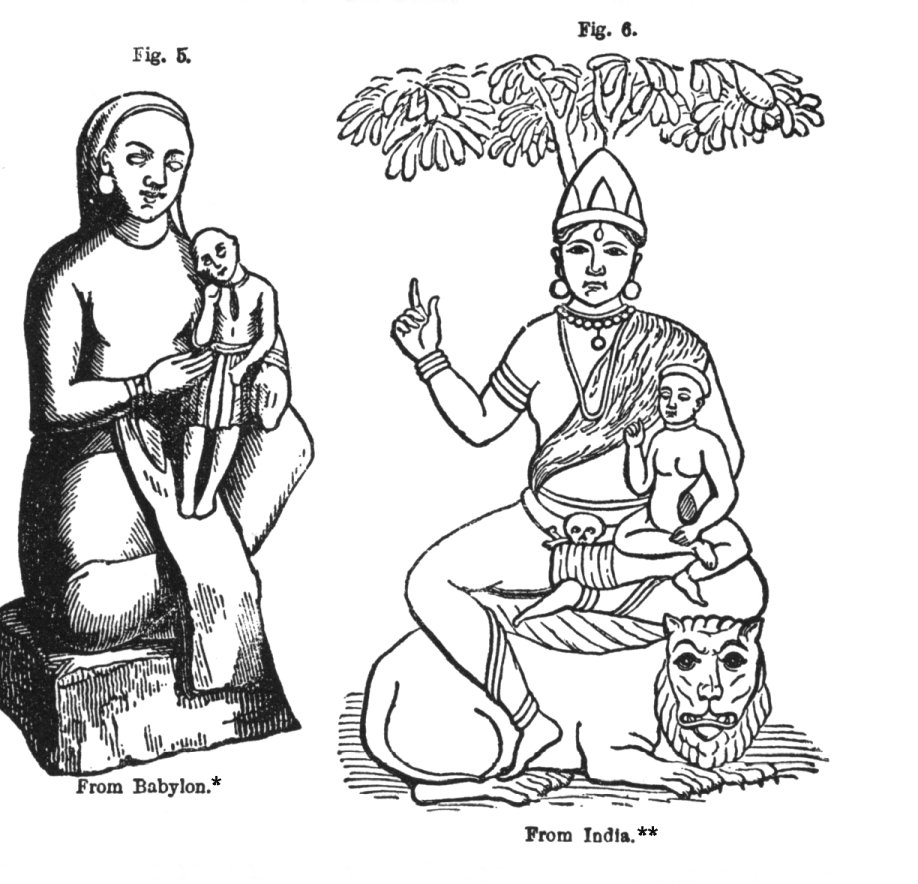 Fig. 5.
From Babylon.*
Fig. 6.
From India.**